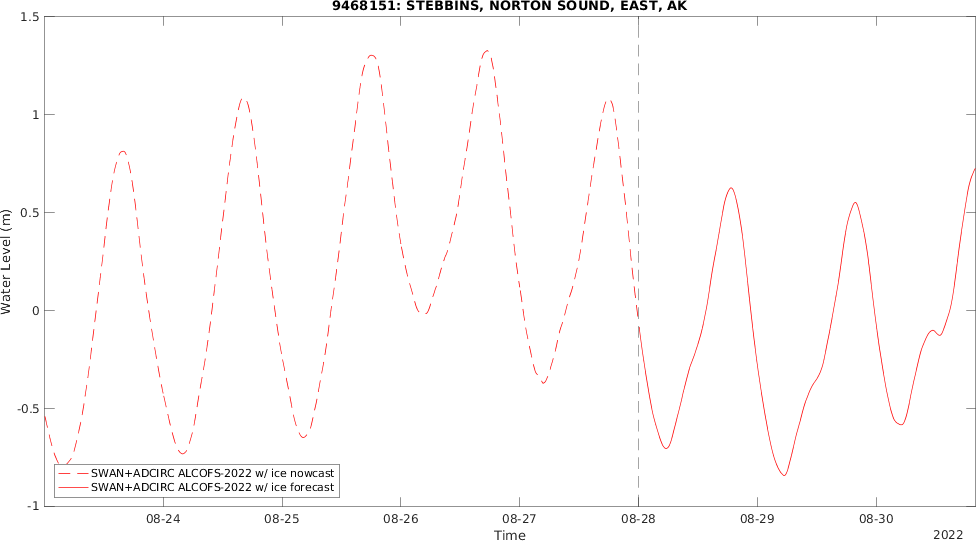 9468151: STEBBINS, NORTON SOUND, EAST, AK
1.5
1
0.5
0
-0.5
-1
Water Level (m)
SWAN+ADCIRC ALCOFS-2022 w/ ice nowcast
SWAN+ADCIRC ALCOFS-2022 w/ ice forecast
08-24 08-25 08-26 08-27 08-28 08-29 08-30
Time
2022